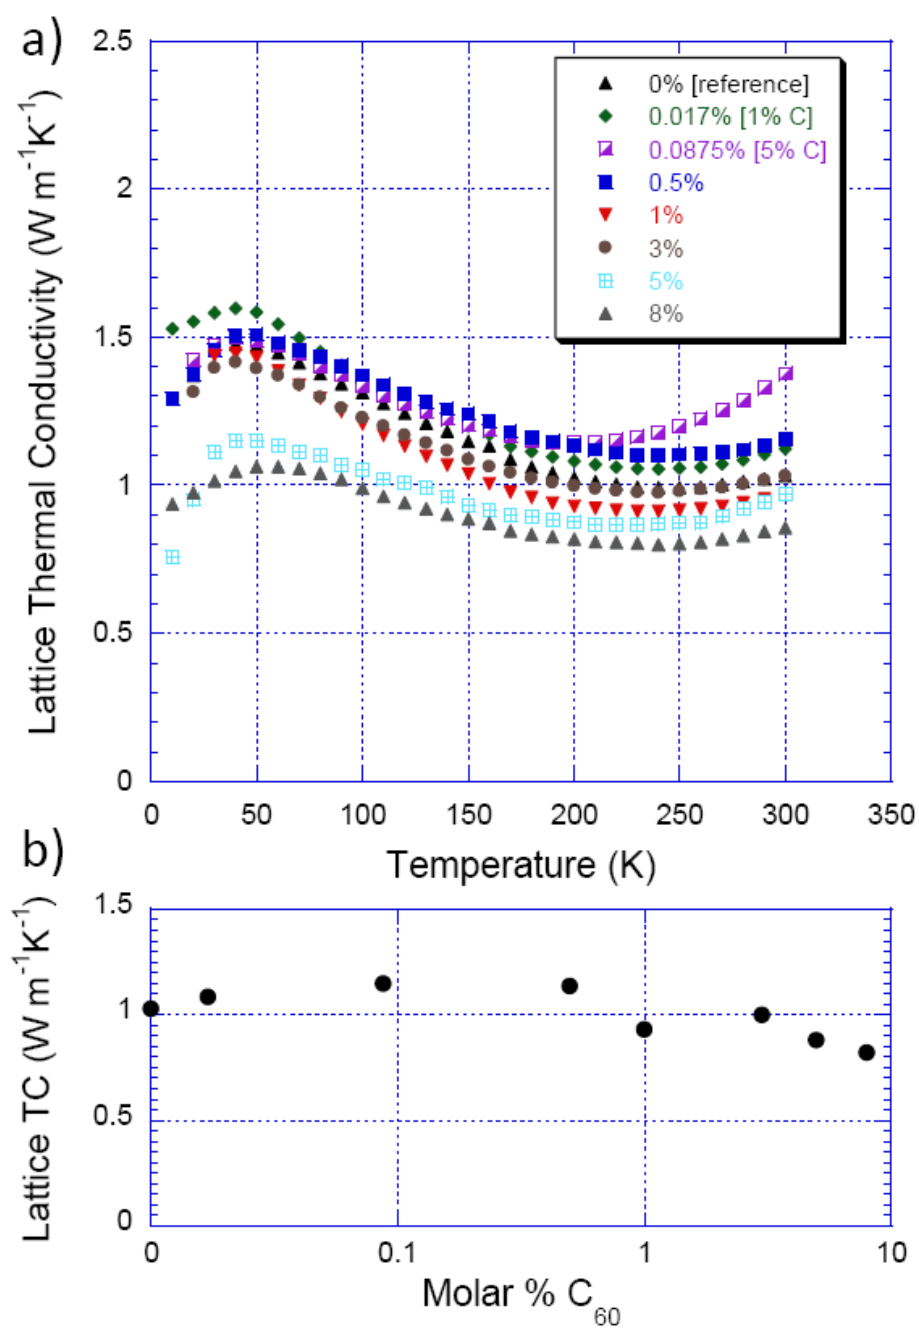 a)
Lattice Thermal Conductivity (W m⁻¹K⁻¹)
2.5
2
1.5
1
0.5
0
0% [reference]
0.017% [1% C]
0.0875% [5% C]
0.5%
1%
3%
5%
8%
0 50 100 150 200 250 300 350
Temperature (K)
b)
Lattice TC (W m⁻¹K⁻¹)
1.5
1
0.5
0
0 0.1 1 10
Molar % C₆₀